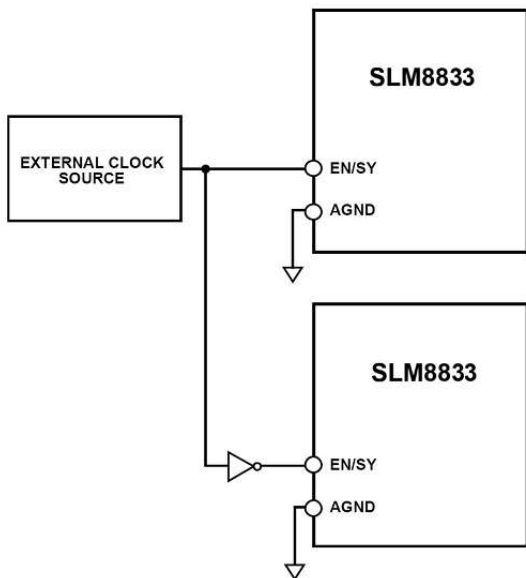 SLM8833
EXTERNAL CLOCK
SOURCE
EN/SY
AGND
SLM8833
EN/SY
AGND